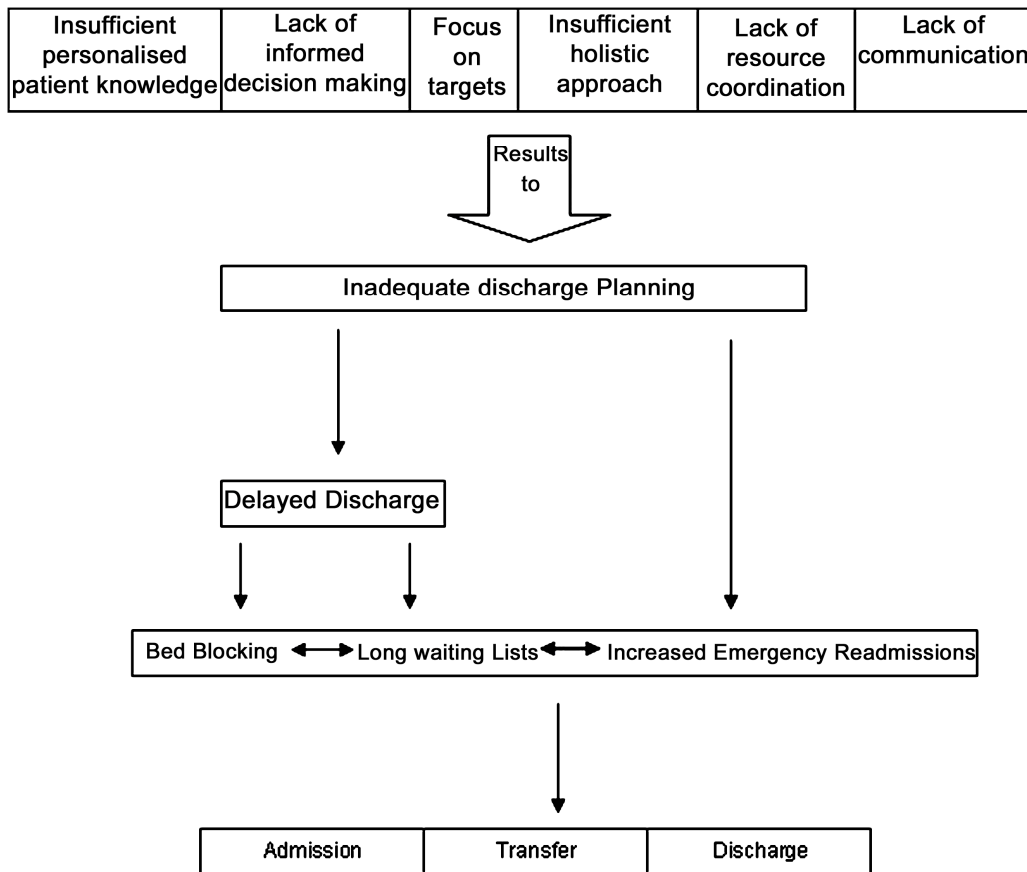 Insufficient
personalised
patient knowledge
Lack of
informed
decision making
Focus
on
targets
Insufficient
holistic
approach
Lack of
resource
coordination
Lack of
communication
Results
to
Inadequate discharge Planning
Delayed Discharge
Bed Blocking Long waiting Lists Increased Emergency Readmissions
Admission Transfer Discharge